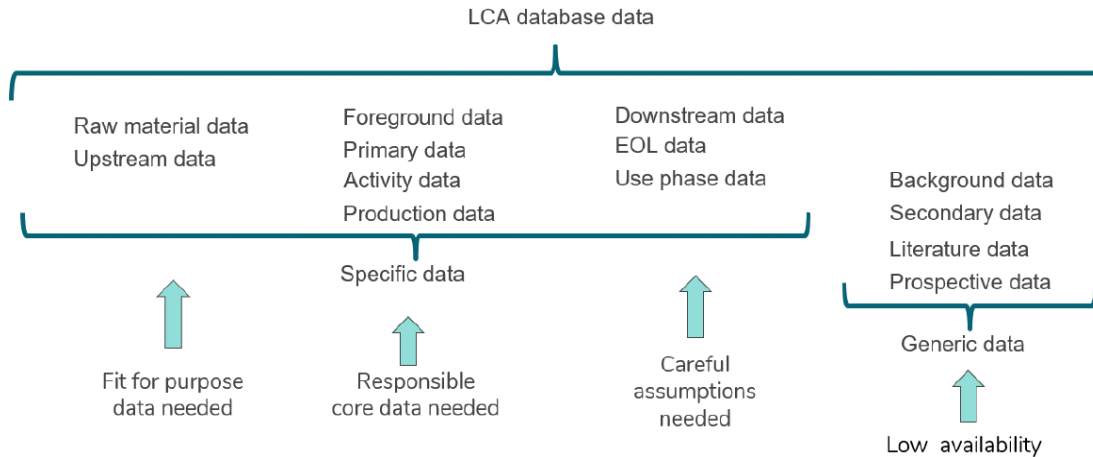 LCA database data
Raw material data
Upstream data
Foreground data
Primary data
Activity data
Production data
Downstream data
EOL data
Use phase data
Background data
Secondary data
Literature data
Prospective data
Specific data
Generic data
Fit for purpose
data needed
Responsible
core data needed
Careful
assumptions
needed
Low availability